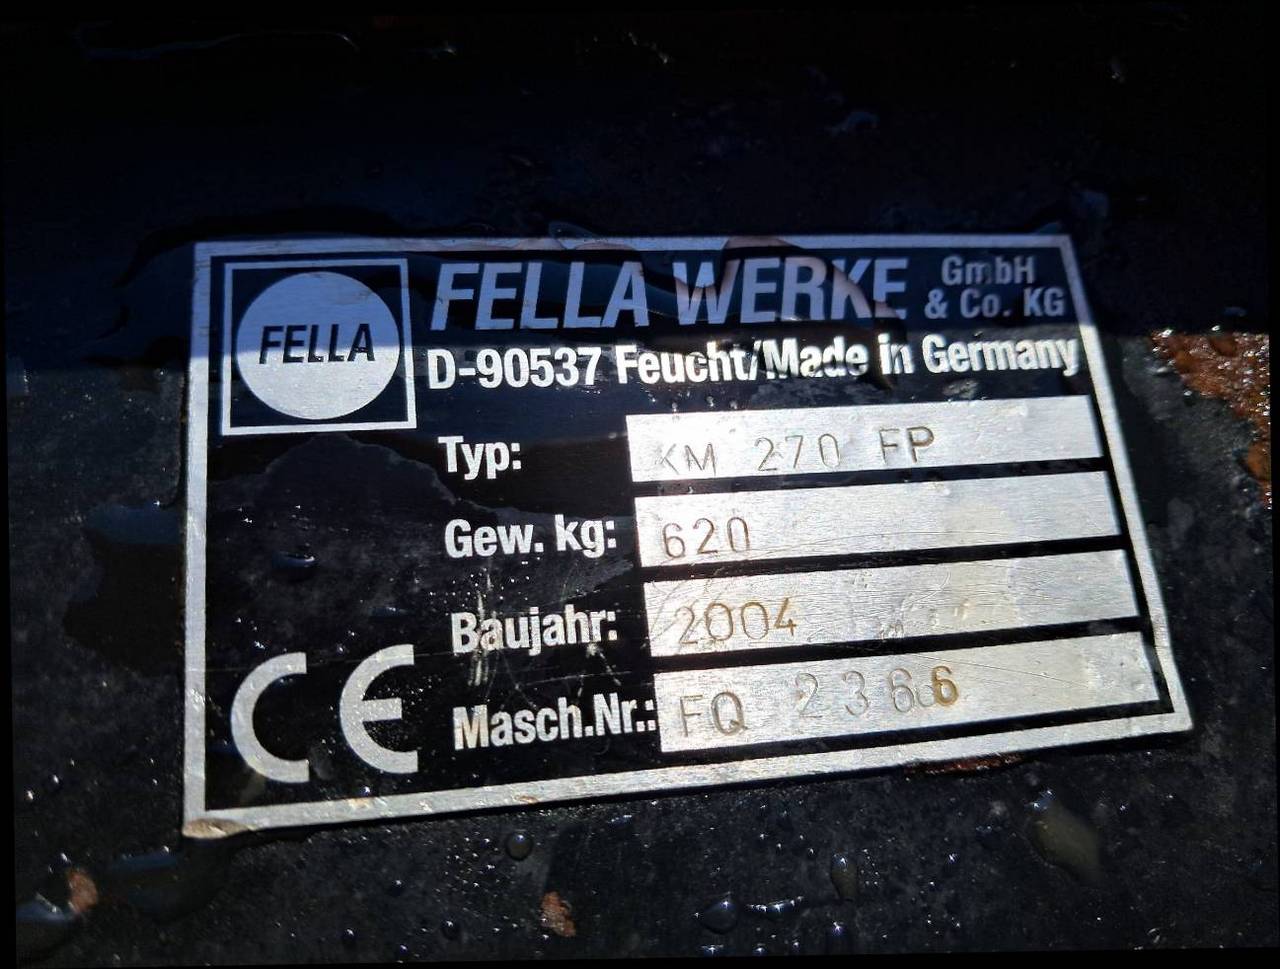 FELLA
FELLA WERKE GmbH & Co. KG
D-90537 Feucht/Made in Germany
Typ: KM 270 FP
Gew. kg: 620
Baujahr: 2004
Masch.Nr.: FQ 2366
CE